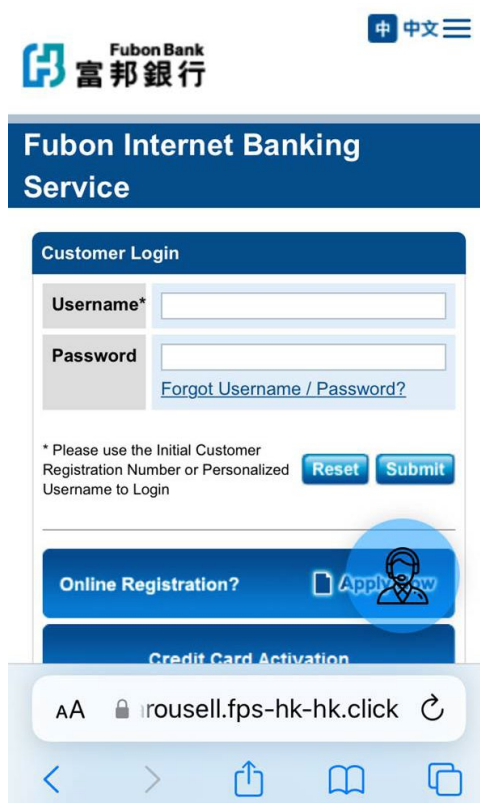 Fubon Bank
富邦銀行
中 中文
Fubon Internet Banking
Service
Customer Login
Username*
Password
Forgot Username / Password?
* Please use the Initial Customer
Registration Number or Personalized
Username to Login
Reset Submit
Online Registration?
Apply Now
Credit Card Activation
AA rousell.fps-hk-hk.click